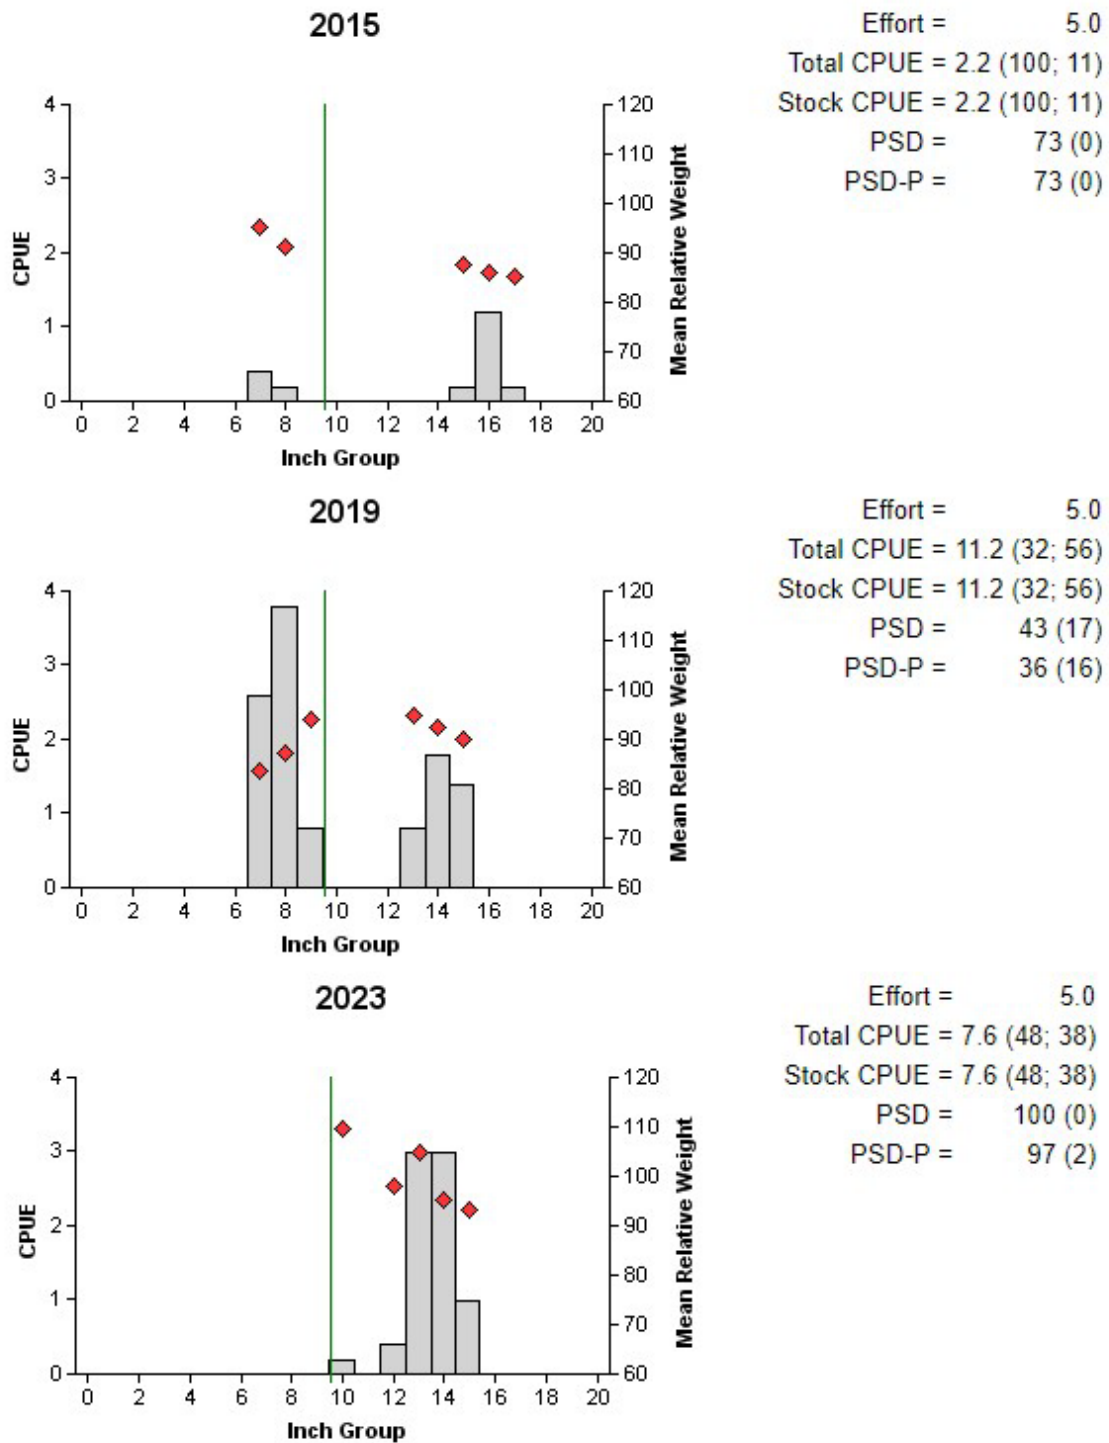 2015
Effort = 5.0
Total CPUE = 2.2 (100; 11)
Stock CPUE = 2.2 (100; 11)
PSD = 73 (0)
PSD-P = 73 (0)
4
3
2
1
0
CPUE
120
110
100
90
80
70
60
Mean Relative Weight
0 2 4 6 8 10 12 14 16 18 20
Inch Group
2019
Effort = 5.0
Total CPUE = 11.2 (32; 56)
Stock CPUE = 11.2 (32; 56)
PSD = 43 (17)
PSD-P = 36 (16)
4
3
2
1
0
CPUE
120
110
100
90
80
70
60
Mean Relative Weight
0 2 4 6 8 10 12 14 16 18 20
Inch Group
2023
Effort = 5.0
Total CPUE = 7.6 (48; 38)
Stock CPUE = 7.6 (48; 38)
PSD = 100 (0)
PSD-P = 97 (2)
4
3
2
1
0
CPUE
120
110
100
90
80
70
60
Mean Relative Weight
0 2 4 6 8 10 12 14 16 18 20
Inch Group